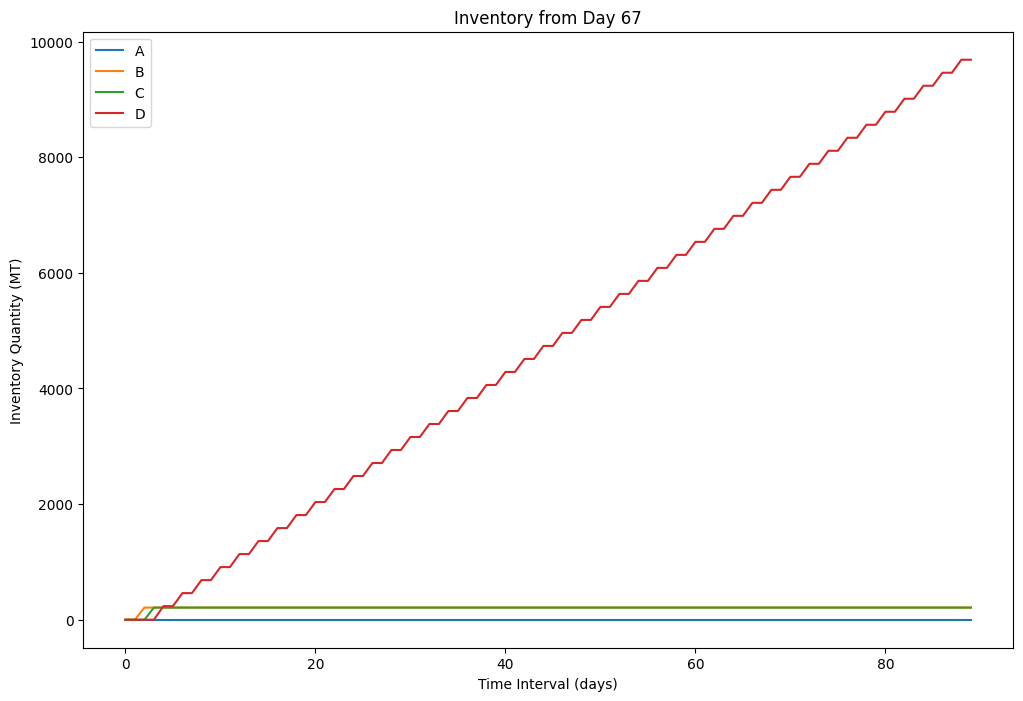 Inventory from Day 67
Inventory Quantity (MT)
10000
8000
6000
4000
2000
0
A
B
C
D
0 20 40 60 80
Time Interval (days)